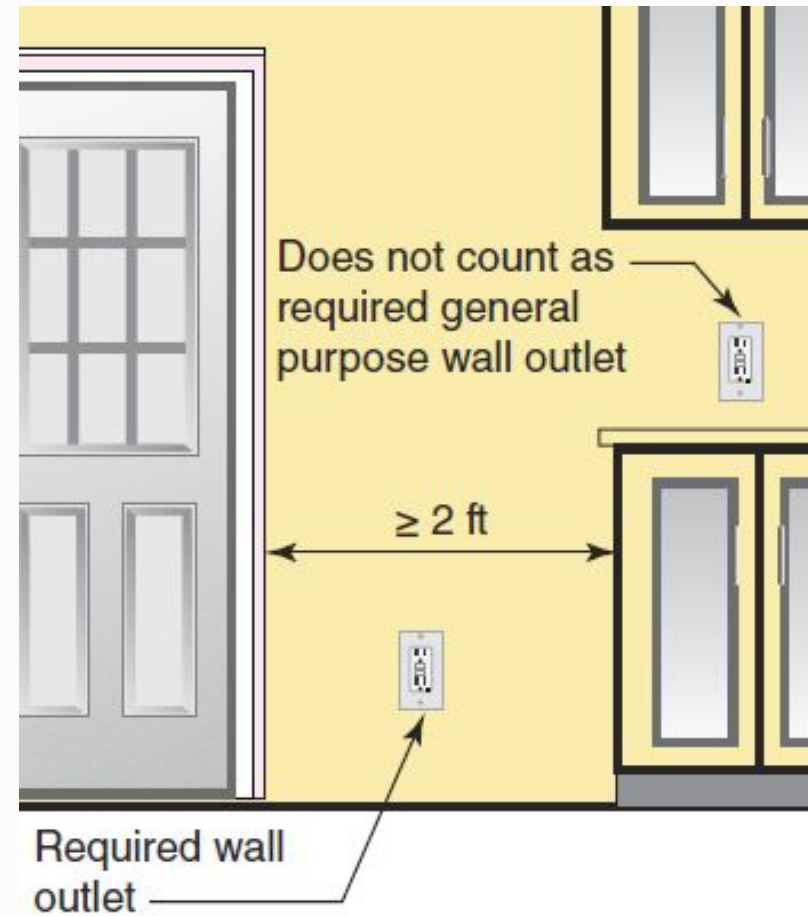 Does not count as
required general
purpose wall outlet
≥ 2 ft
Required wall
outlet